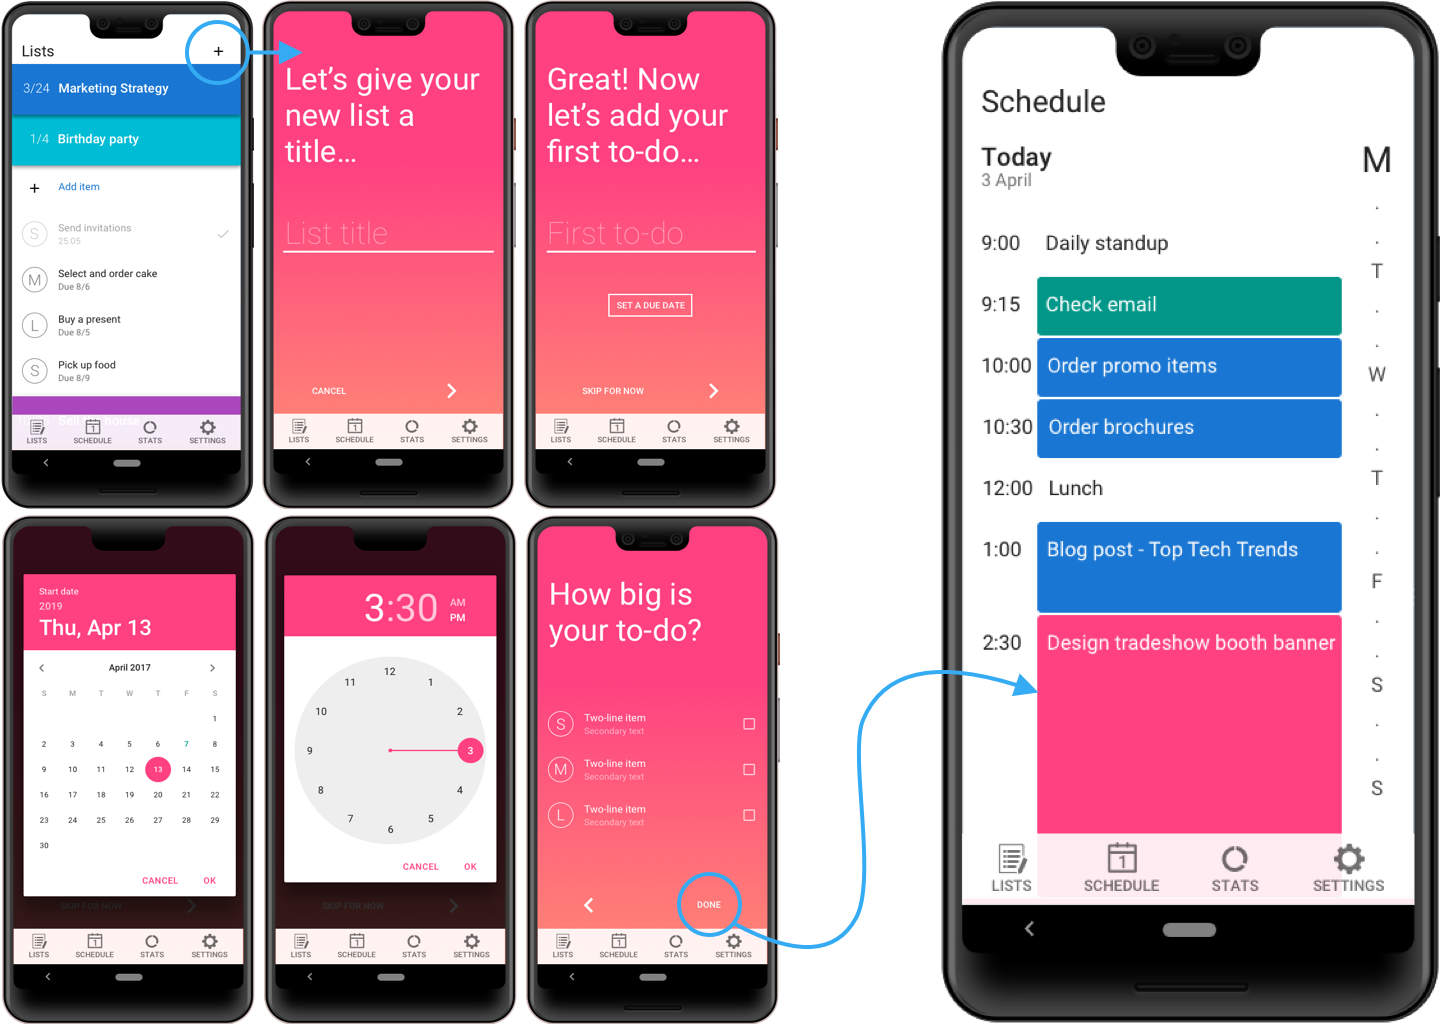 Lists +
3/24 Marketing Strategy
1/4 Birthday party
+ Add item
S Send invitations
25:05
M Select and order cake
Due 8/6
L Buy a present
Due 8/5
S Pick up food
Due 8/9
house
LISTS SCHEDULE STATS SETTINGS
Let's give your
new list a
title...
List title
CANCEL
LISTS SCHEDULE STATS SETTINGS
Great! Now
let's add your
first to-do...
First to-do
SET A DUE DATE
SKIP FOR NOW
LISTS SCHEDULE STATS SETTINGS
Start date
2019
Thu, Apr 13
April 2017
S M T W T F S
1
2 3 4 5 6 7 8
9 10 11 12 13 14 15
16 17 18 19 20 21 22
23 24 25 26 27 28 29
30
CANCEL OK
SKIP FOR NOW
LISTS SCHEDULE STATS SETTINGS
3:30 AM
PM
12
11 1
10 2
9 3
8 4
7 5
6
CANCEL OK
SKIP FOR NOW
LISTS SCHEDULE STATS SETTINGS
How big is
your to-do?
S Two-line item
Secondary text
M Two-line item
Secondary text
L Two-line item
Secondary text
DONE
LISTS SCHEDULE STATS SETTINGS
Schedule
Today M
3 April
9:00 Daily standup
T
9:15 Check email
10:00 Order promo items
W
10:30 Order brochures
T
12:00 Lunch
1:00 Blog post - Top Tech Trends
F
2:30 Design tradeshow booth banner
S
S
LISTS SCHEDULE STATS SETTINGS